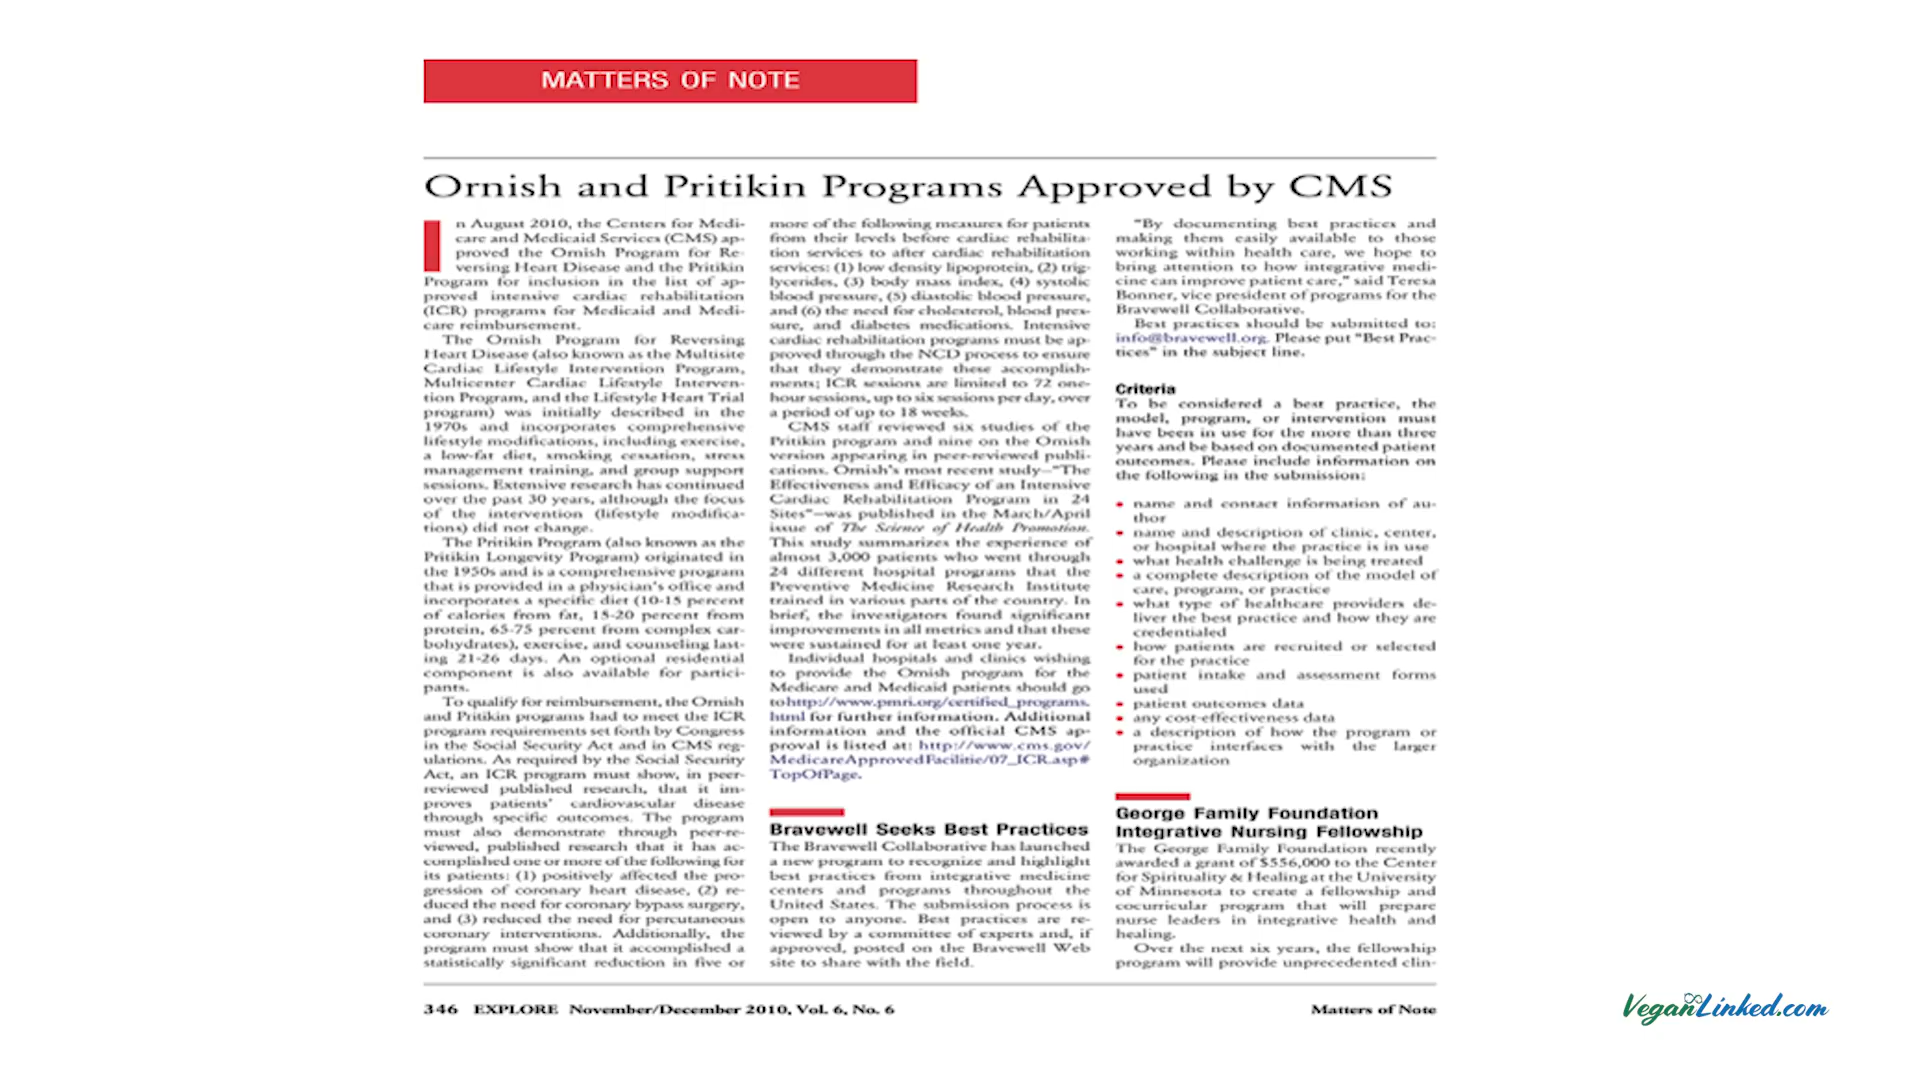 MATTERS OF NOTE
Ornish and Pritikin Programs Approved by CMS
In August 2010, the Centers for Medi-
care and Medicaid Services (CMS) ap-
proved the Ornish Program for Re-
versing Heart Disease and the Pritikin
Program for inclusion in the list of ap-
proved intensive cardiac rehabilitation
(ICR) programs for Medicaid and Medi-
care reimbursement.
The Ornish Program for Reversing
Heart Disease (also known as the Multisite
Cardiac Lifestyle Intervention Program,
Multicenter Cardiac Lifestyle Interven-
tion Program, and the Lifestyle Heart Trial
program) was initially described in the
1970s and incorporates comprehensive
lifestyle modifications, including exercise,
a low-fat diet, smoking cessation, stress
management training, and group support
sessions. Extensive research has continued
over the past 30 years, although the focus
of the intervention (lifestyle modifica-
tions) did not change.
The Pritikin Program (also known as the
Pritikin Longevity Program) originated in
the 1950s and is a comprehensive program
that is provided in a physician's office and
incorporates a specific diet (10-15 percent
of calories from fat, 15-20 percent from
protein, 65-75 percent from complex car-
bohydrates), exercise, and counseling last-
ing 21-26 days. An optional residential
component is also available for partici-
pants.
To qualify for reimbursement, the Ornish
and Pritikin programs had to meet the ICR
program requirements set forth by Congress
in the Social Security Act and in CMS reg-
ulations. As required by the Social Security
Act, an ICR program must show, in peer-
reviewed published research, that it im-
proves patients' cardiovascular disease
through specific outcomes. The program
must also demonstrate through peer-re-
viewed, published research that it has ac-
complished one or more of the following for
its patients: (1) positively affected the pro-
gression of coronary heart disease, (2) re-
duced the need for coronary bypass surgery,
and (3) reduced the need for percutaneous
coronary interventions. Additionally, the
program must show that it accomplished a
statistically significant reduction in five or
more of the following measures for patients
from their levels before cardiac rehabilita-
tion services to after cardiac rehabilitation
services: (1) low density lipoprotein, (2) trig-
lycerides, (3) body mass index, (4) systolic
blood pressure, (5) diastolic blood pressure,
and (6) the need for cholesterol, blood pres-
sure, and diabetes medications. Intensive
cardiac rehabilitation programs must be ap-
proved through the NCD process to ensure
that they demonstrate these accomplish-
ments; ICR sessions are limited to 72 one-
hour sessions, up to six sessions per day, over
a period of up to 18 weeks.
CMS staff reviewed six studies of the
Pritikin program and nine on the Ornish
version appearing in peer-reviewed publi-
cations. Ornish's most recent study—"The
Effectiveness and Efficacy of an Intensive
Cardiac Rehabilitation Program in 24
Sites"—was published in the March/April
issue of The Science of Health Promotion.
This study summarizes the experience of
almost 3,000 patients who went through
24 different hospital programs that the
Preventive Medicine Research Institute
trained in various parts of the country. In
brief, the investigators found significant
improvements in all metrics and that these
were sustained for at least one year.
Individual hospitals and clinics wishing
to provide the Ornish program for the
Medicare and Medicaid patients should go
to http://www.pmri.org/certified_programs.
html for further information. Additional
information and the official CMS ap-
proval is listed at: http://www.cms.gov/
MedicareApprovedFacilitie/07_ICR.asp#
TopOfPage.
Bravewell Seeks Best Practices
The Bravewell Collaborative has launched
a new program to recognize and highlight
best practices from integrative medicine
centers and programs throughout the
United States. The submission process is
open to anyone. Best practices are re-
viewed by a committee of experts and, if
approved, posted on the Bravewell Web
site to share with the field.
"By documenting best practices and
making them easily available to those
working within health care, we hope to
bring attention to how integrative medi-
cine can improve patient care," said Teresa
Bonner, vice president of programs for the
Bravewell Collaborative.
Best practices should be submitted to:
info@bravewell.org. Please put "Best Prac-
tices" in the subject line.
Criteria
To be considered a best practice, the
model, program, or intervention must
have been in use for the more than three
years and be based on documented patient
outcomes. Please include information on
the following in the submission:
• name and contact information of au-
thor
• name and description of clinic, center,
or hospital where the practice is in use
• what health challenge is being treated
• a complete description of the model of
care, program, or practice
• what type of healthcare providers de-
liver the best practice and how they are
credentialed
• how patients are recruited or selected
for the practice
• patient intake and assessment forms
used
• patient outcomes data
• any cost-effectiveness data
• a description of how the program or
practice interfaces with the larger
organization
George Family Foundation
Integrative Nursing Fellowship
The George Family Foundation recently
awarded a grant of $556,000 to the Center
for Spirituality & Healing at the University
of Minnesota to create a fellowship and
cocurricular program that will prepare
nurse leaders in integrative health and
healing.
Over the next six years, the fellowship
program will provide unprecedented clin-
346 EXPLORE November/December 2010, Vol. 6, No. 6
Matters of Note
VeganLinked.com